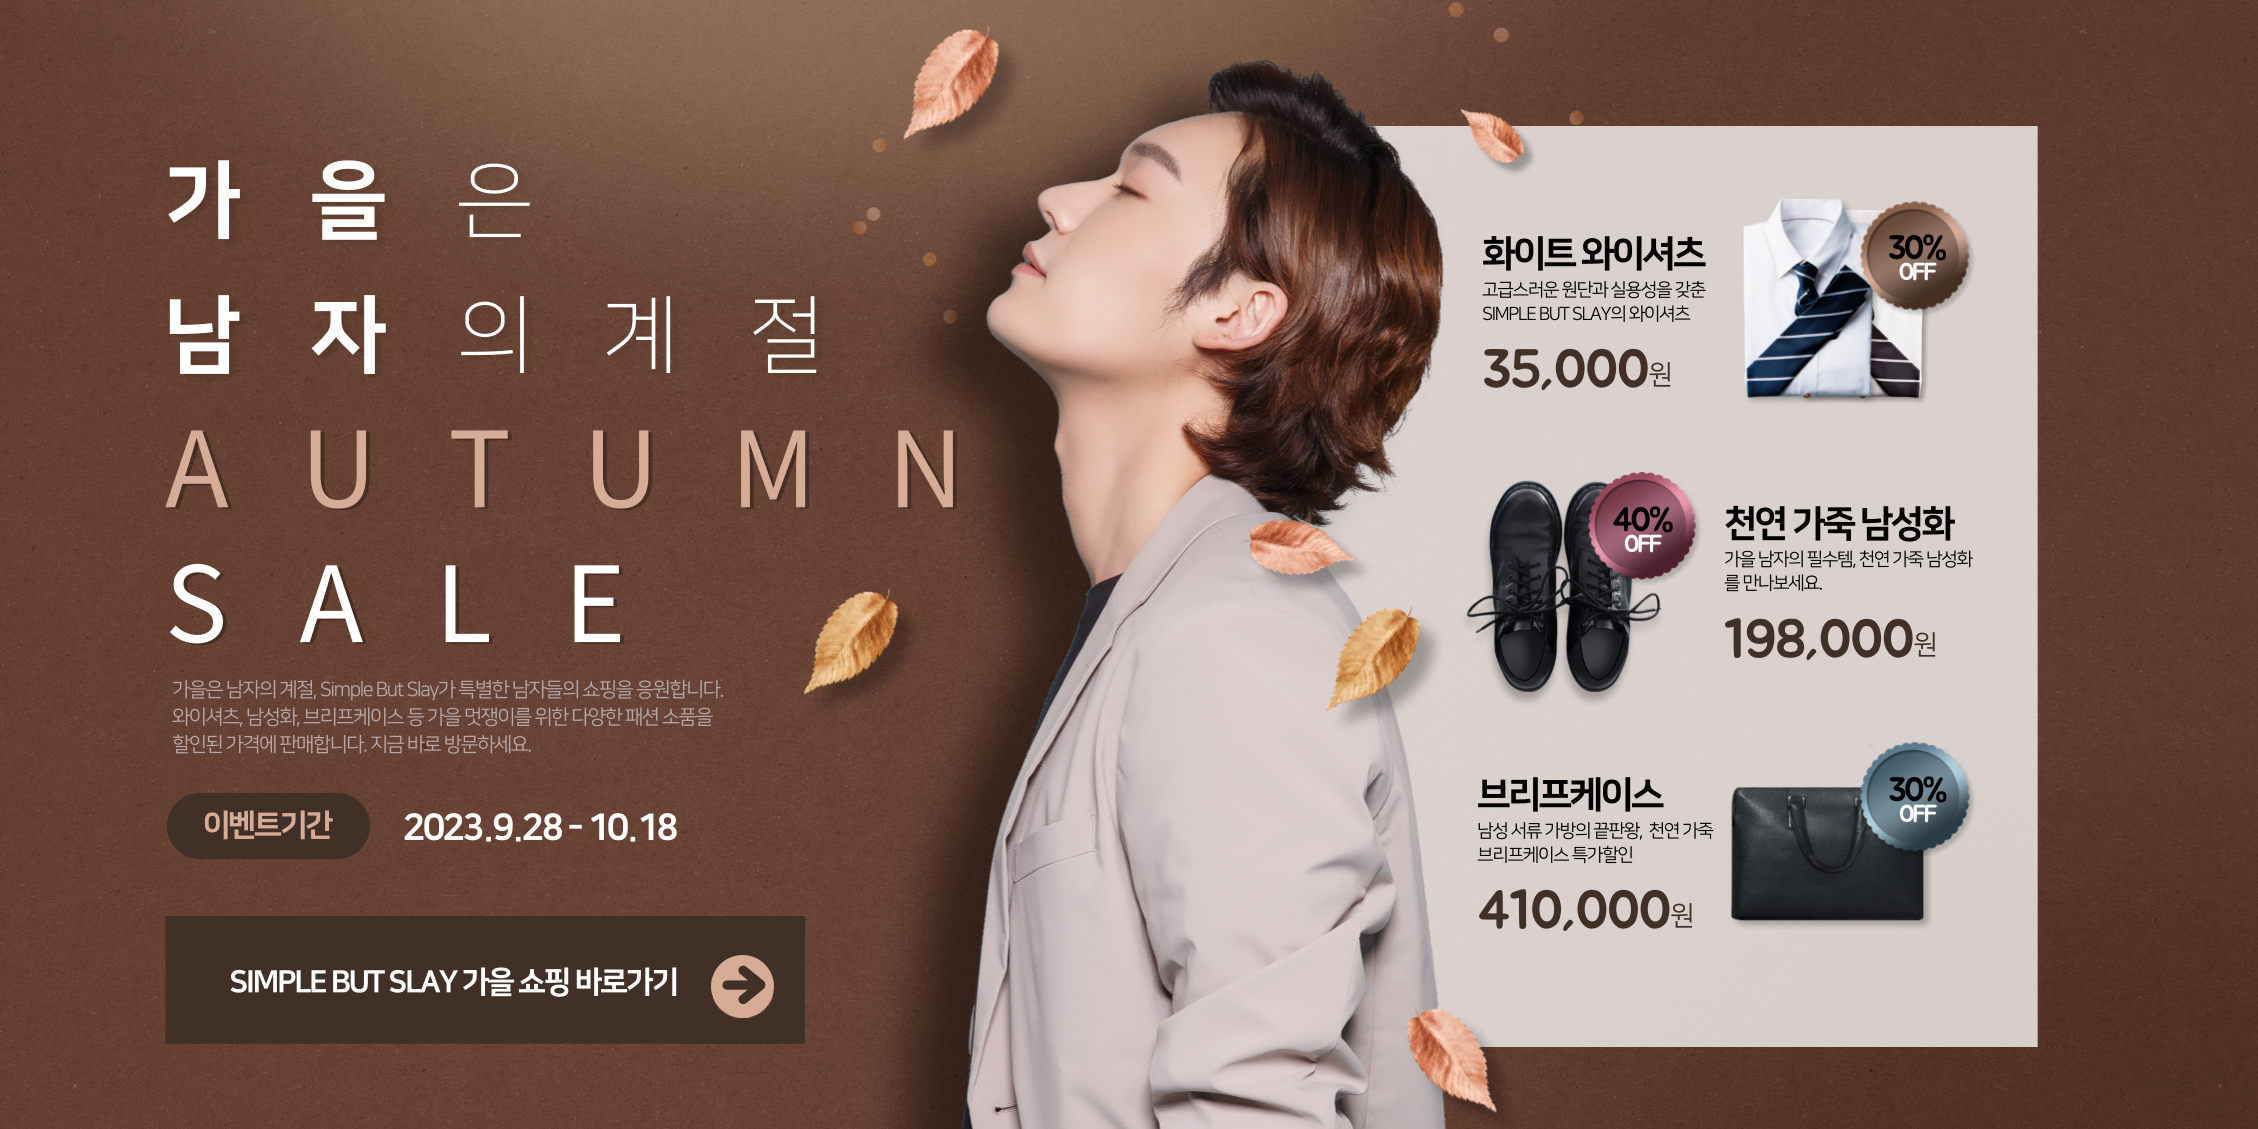 가을은
남자의계절
AUTUMN
SALE
가을은 남자의 계절, Simple But Slay가 특별한 남자들의 쇼핑을 응원합니다.
와이셔츠, 남성화, 브리프케이스 등 가을 멋쟁이를 위한 다양한 패션 소품을
할인된 가격에 판매합니다. 지금 바로 방문하세요.
이벤트기간
2023.9.28 - 10.18
SIMPLE BUT SLAY 가을 쇼핑 바로가기
화이트 와이셔츠
고급스러운 원단과 실용성을 갖춘
SIMPLE BUT SLAY의 와이셔츠
35,000원
30%
OFF
40%
OFF
천연 가죽 남성화
가을 남자의 필수템, 천연 가죽 남성화
를 만나보세요.
198,000원
브리프케이스
남성 서류 가방의 끝판왕, 천연 가죽
브리프케이스 특가할인
410,000원
30%
OFF